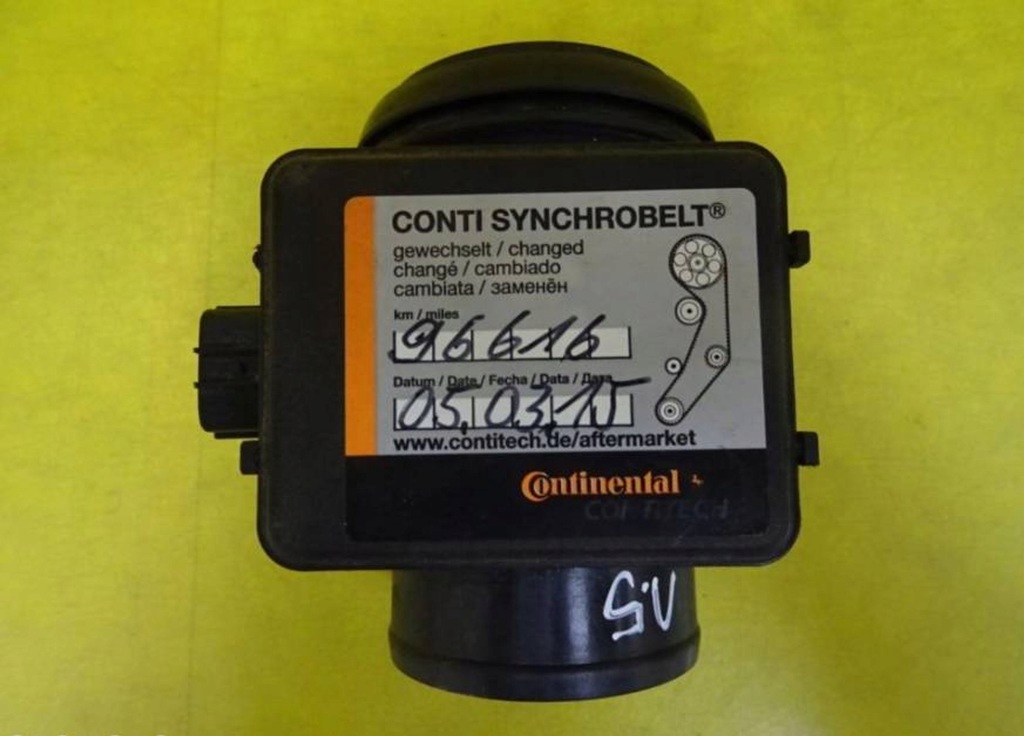 CONTI SYNCHROBELT®
gewechselt / changed
changé / cambiado
cambiata / заменён
km / miles
96616
Datum / Date / Fecha / Data / Дата
05.03.15
www.contitech.de/aftermarket
Continental
CONTITECH